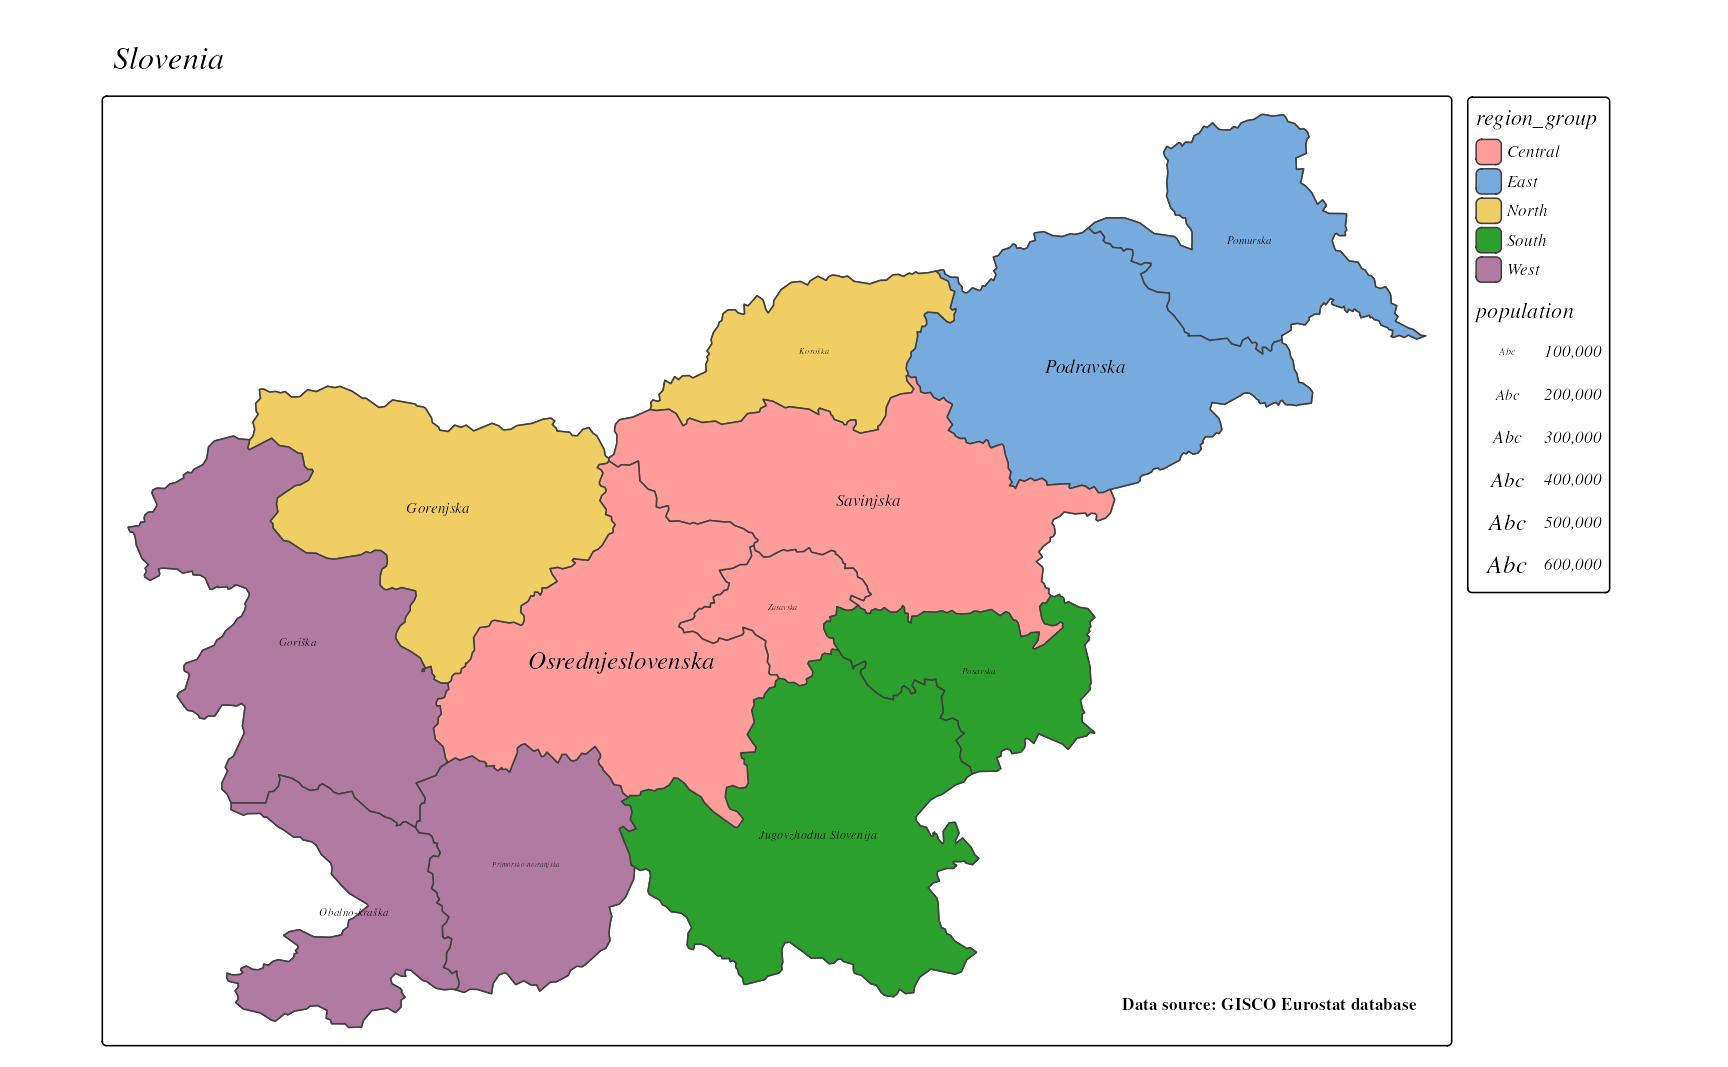 Slovenia
region_group
Central
East
North
South
West
population
Abc 100,000
Abc 200,000
Abc 300,000
Abc 400,000
Abc 500,000
Abc 600,000
Pomurska
Koroška
Podravska
Savinjska
Gorenjska
Zasavska
Goriška
Osrednjeslovenska
Posavska
Jugovzhodna Slovenija
Primorsko-notranjska
Obalno-kraška
Data source: GISCO Eurostat database